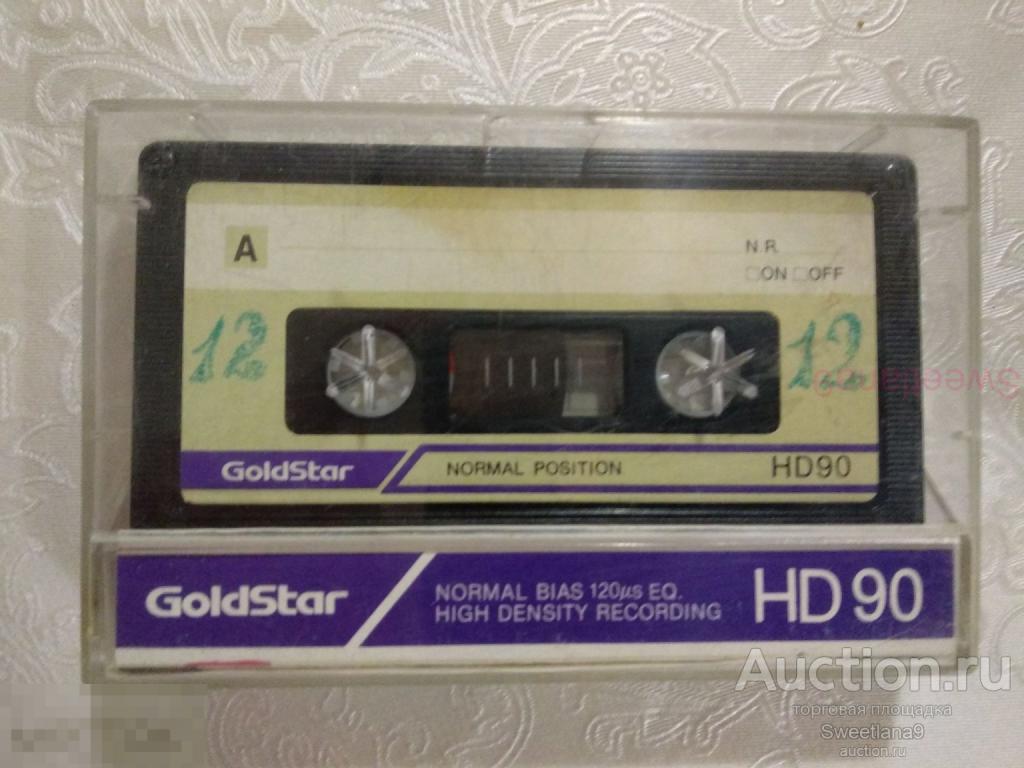 A
N.R.
□ON □OFF
12
12
Sweetlana9
GoldStar
NORMAL POSITION
HD90
GoldStar
NORMAL BIAS 120µs EQ.
HIGH DENSITY RECORDING
HD 90
Auction.ru
торговая площадка
Sweetlana9
auction.ru